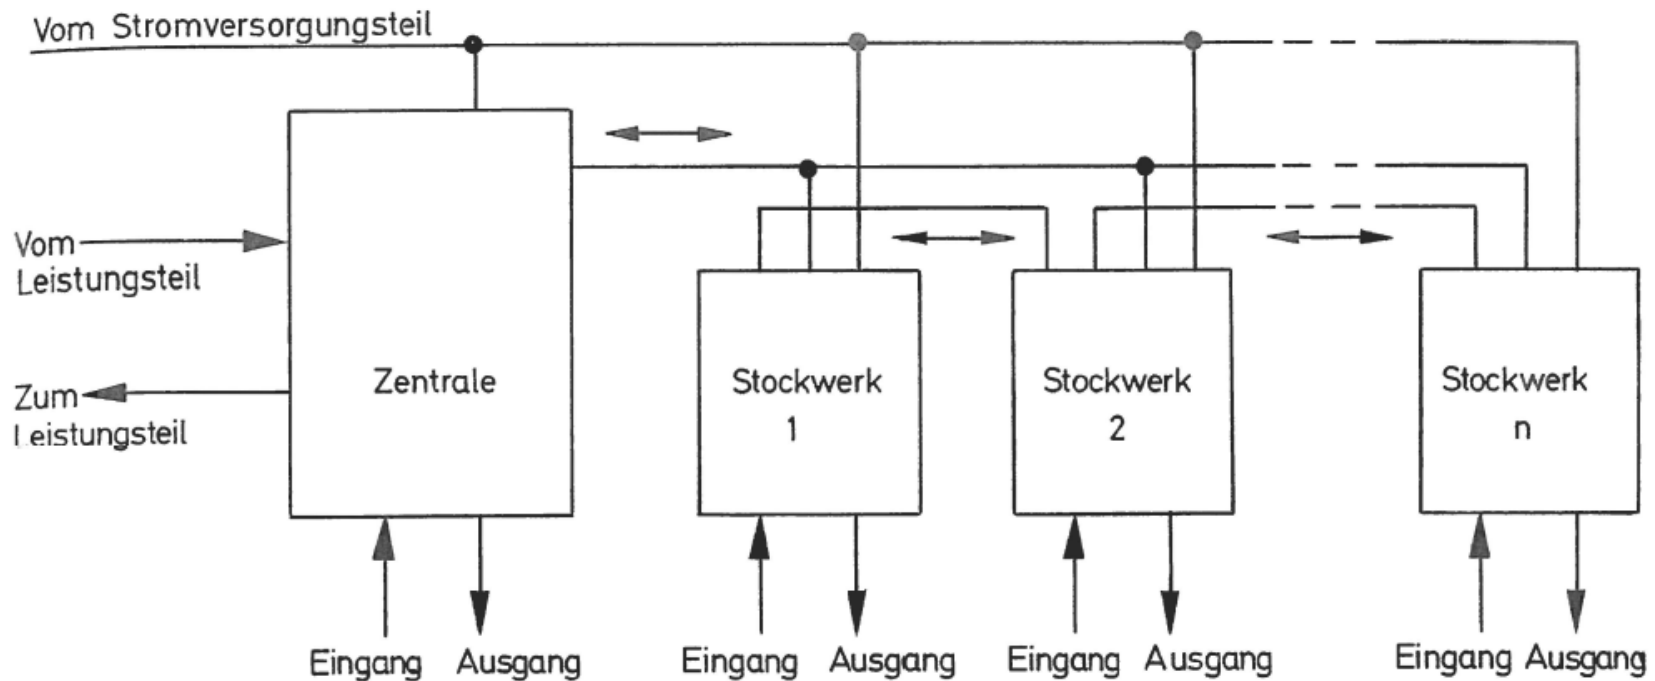 Vom Stromversorgungsteil
Vom
Leistungsteil
Zentrale
Stockwerk
1
Stockwerk
2
Stockwerk
n
Zum
Leistungsteil
Eingang Ausgang Eingang Ausgang Eingang Ausgang Eingang Ausgang